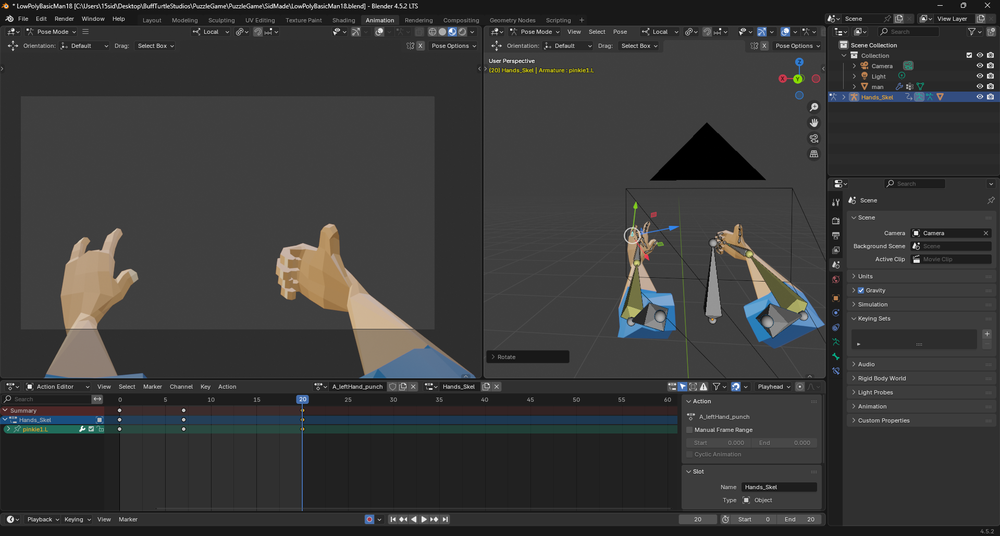 * LowPolyBasicMan18 [C:\Users\15sid\Desktop\BuffTurtleStudios\PuzzleGame\PuzzleGame\SidMade\LowPolyBasicMan18.blend] - Blender 4.5.2 LTS
File Edit Render Window Help Layout Modeling Sculpting UV Editing Texture Paint Shading Animation Rendering Compositing Geometry Nodes Scripting + Scene View Layer
Pose Mode Local
Orientation: Default Drag: Select Box X Pose Options
Pose Mode View Select Pose Local
Orientation: Default Drag: Select Box X Pose Options
User Perspective
(20) Hands_Skel | Armature : pinkie1.L
Z
X Y
Rotate
Search
Scene Collection
Collection
Camera
Light
man
Hands_Skel
Search
Scene
Scene
Camera Camera
Background Scene Scene
Active Clip Movie Clip
Units
Gravity
Simulation
Keying Sets
Audio
Rigid Body World
Light Probes
Animation
Custom Properties
Action Editor View Select Marker Channel Key Action A_leftHand_punch Hands_Skel Playhead
Search 0 5 10 15 20 25 30 35 40 45 50 55 60
Summary
Hands_Skel
pinkie1.L
Action
A_leftHand_punch
Manual Frame Range
Start 0.000 End 0.000
Cyclic Animation
Slot
Name Hands_Skel
Type Object
Playback Keying View Marker 20 Start 0 End 20
4.5.2